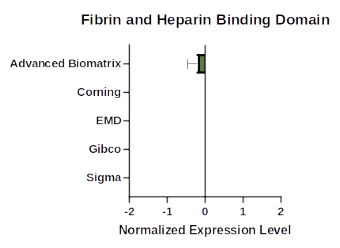 Fibrin and Heparin Binding Domain
Advanced Biomatrix
Corning
EMD
Gibco
Sigma
-2 -1 0 1 2
Normalized Expression Level